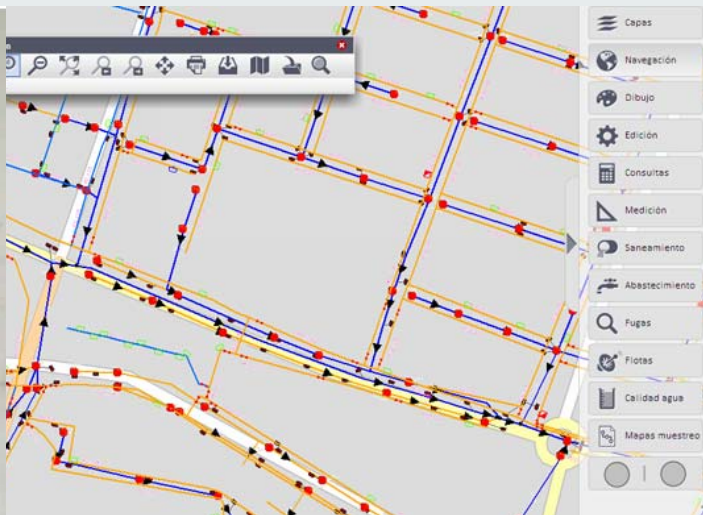 Capas
Navegación
Dibujo
Edición
Consultas
Medición
Saneamiento
Abastecimiento
Fugas
Flotas
Calidad agua
Mapas muestreo